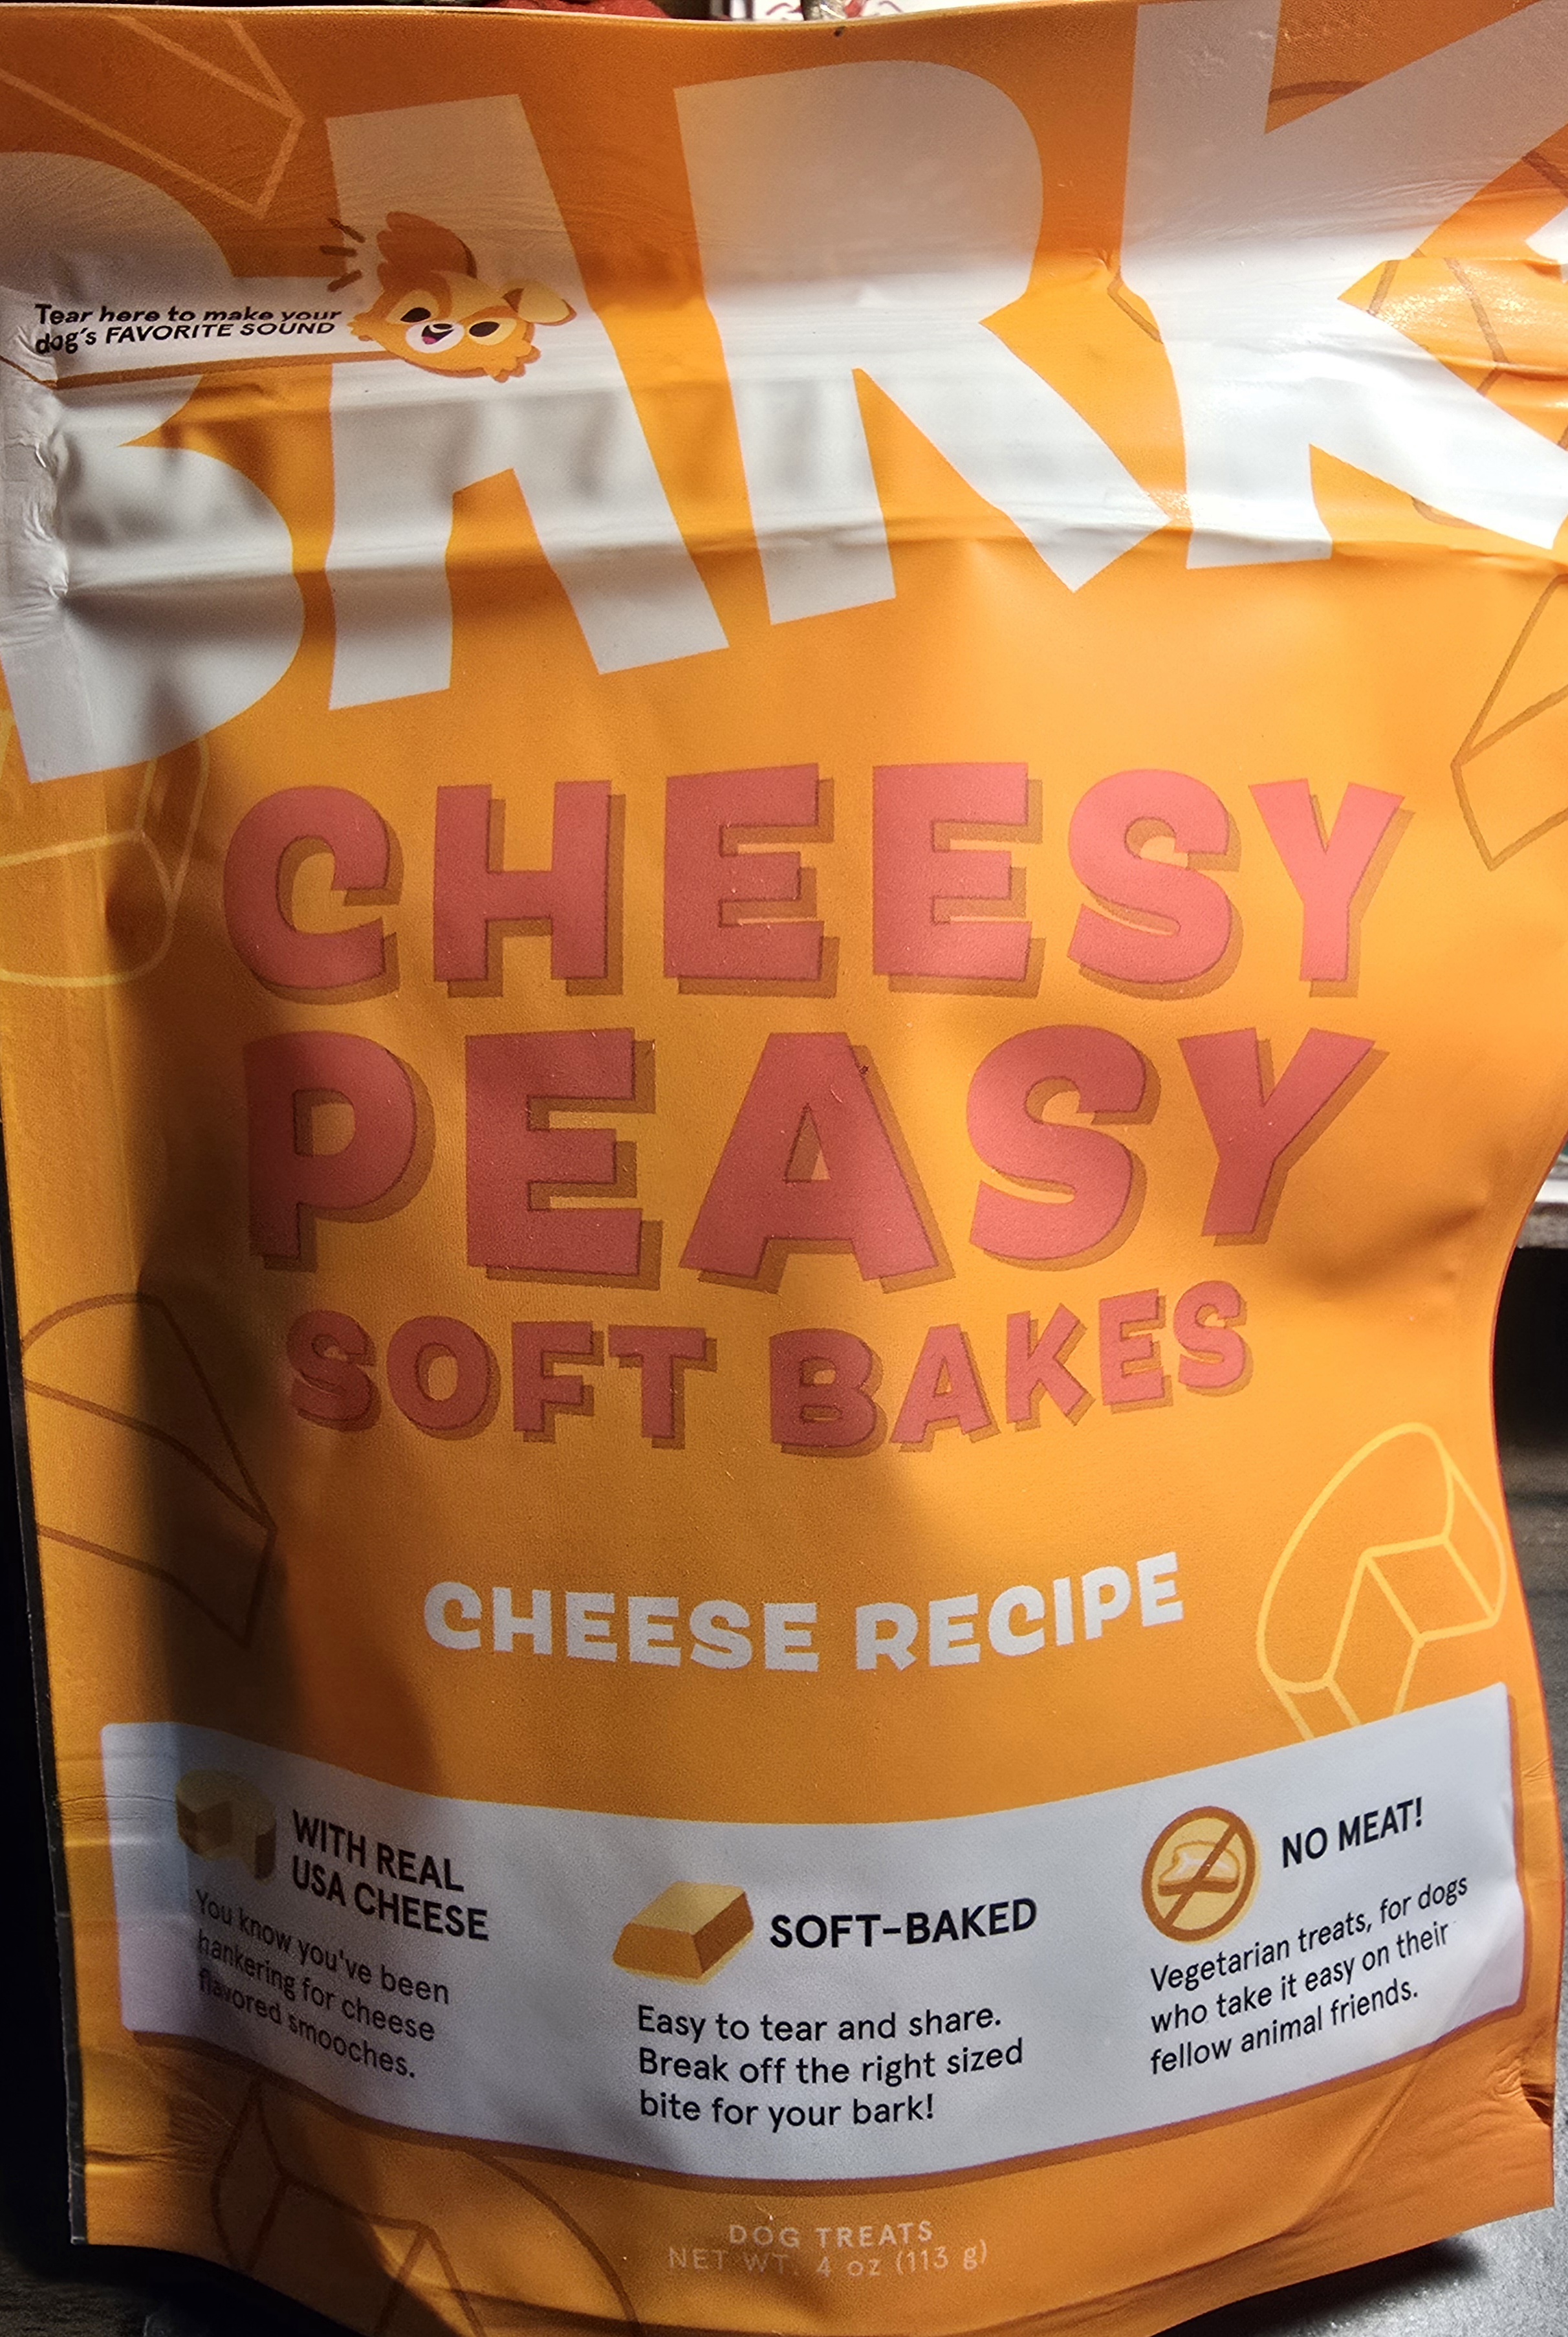 BARK
Tear here to make your
dog's FAVORITE SOUND
CHEESY
PEASY
SOFT BAKES
CHEESE RECIPE
WITH REAL
USA CHEESE
You know you've been
hankering for cheese
flavored smooches.
SOFT-BAKED
Easy to tear and share.
Break off the right sized
bite for your bark!
NO MEAT!
Vegetarian treats, for dogs
who take it easy on their
fellow animal friends.
DOG TREATS
NET WT. 4 oz (113 g)